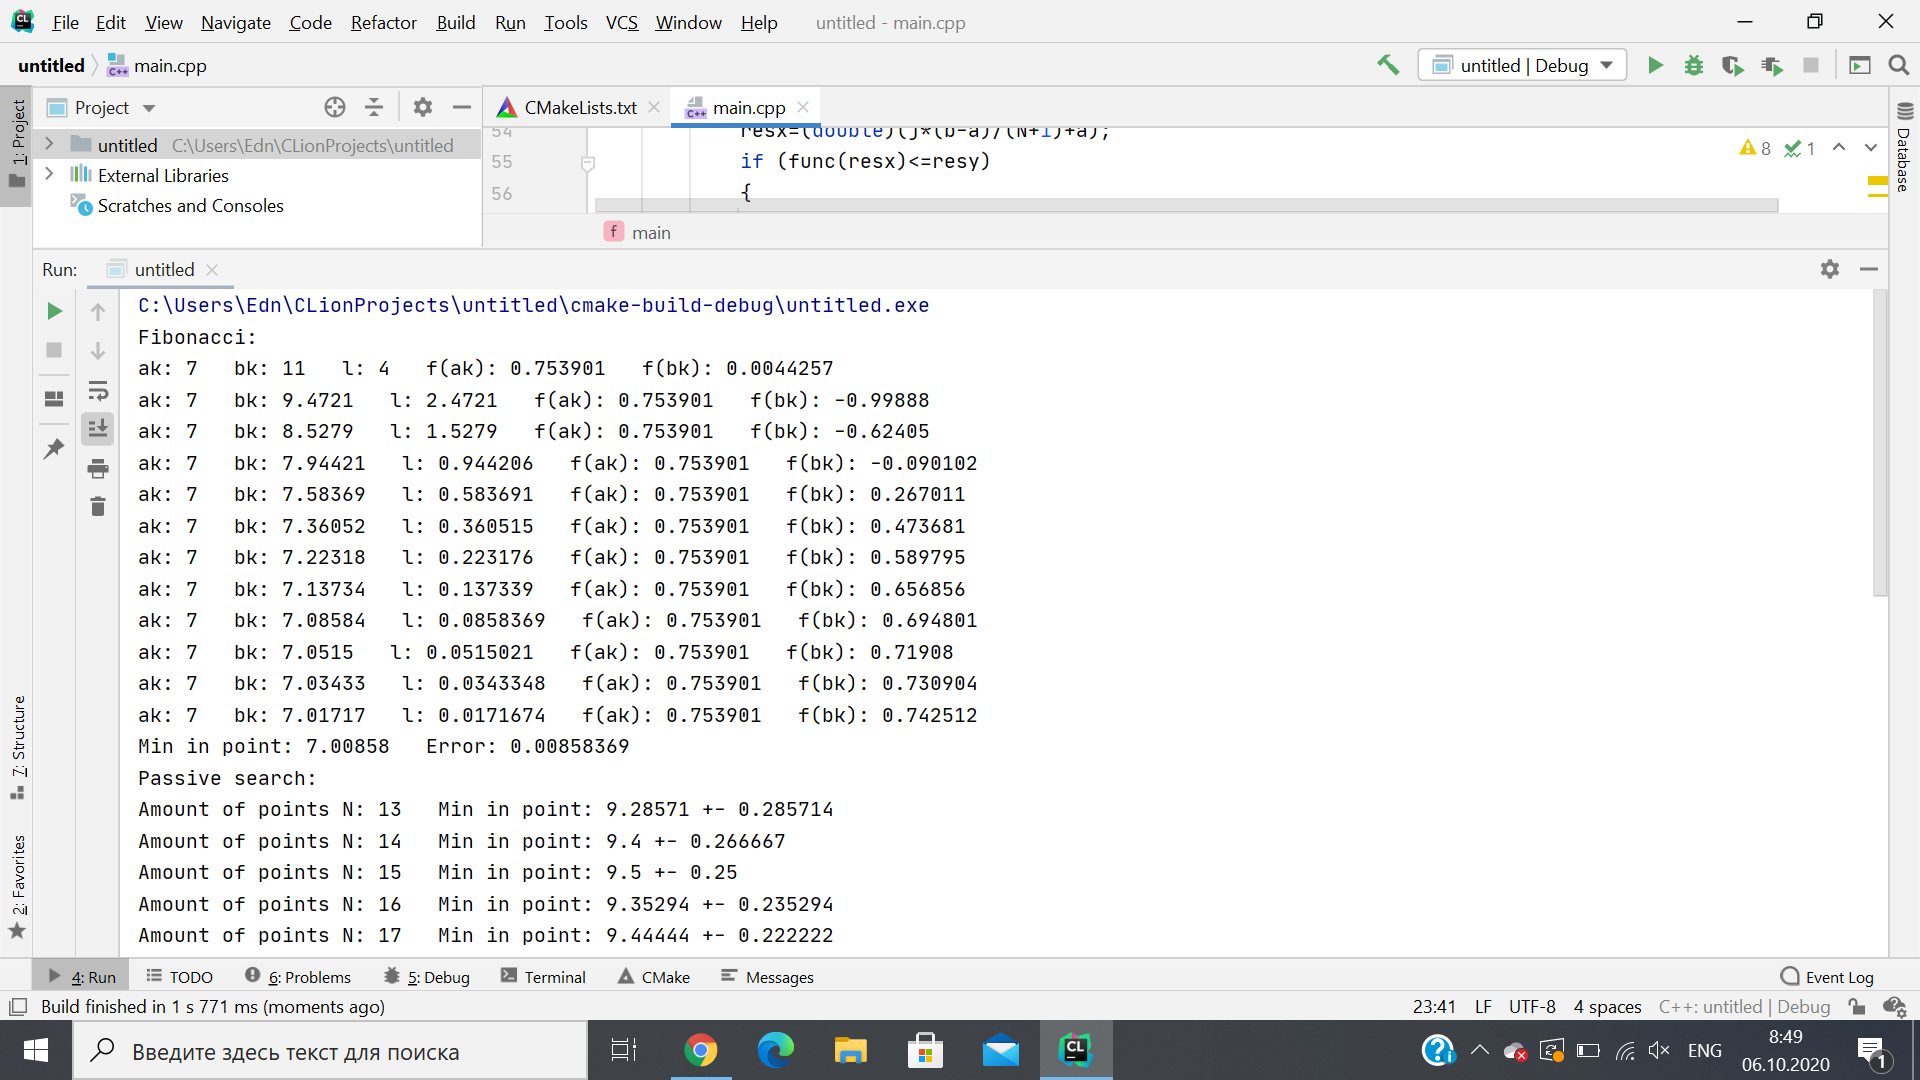 File Edit View Navigate Code Refactor Build Run Tools VCS Window Help untitled - main.cpp
untitled main.cpp untitled | Debug
Project CMakeLists.txt main.cpp
1: Project
untitled C:\Users\Edn\CLionProjects\untitled
External Libraries
Scratches and Consoles
54 resx=(double)(j*(b-a)/(N+1)+a);
55 if (func(resx)<=resy)
56 {
8 1
Database
f main
Run: untitled
C:\Users\Edn\CLionProjects\untitled\cmake-build-debug\untitled.exe
Fibonacci:
ak: 7 bk: 11 l: 4 f(ak): 0.753901 f(bk): 0.0044257
ak: 7 bk: 9.4721 l: 2.4721 f(ak): 0.753901 f(bk): -0.99888
ak: 7 bk: 8.5279 l: 1.5279 f(ak): 0.753901 f(bk): -0.62405
ak: 7 bk: 7.94421 l: 0.944206 f(ak): 0.753901 f(bk): -0.090102
ak: 7 bk: 7.58369 l: 0.583691 f(ak): 0.753901 f(bk): 0.267011
ak: 7 bk: 7.36052 l: 0.360515 f(ak): 0.753901 f(bk): 0.473681
ak: 7 bk: 7.22318 l: 0.223176 f(ak): 0.753901 f(bk): 0.589795
ak: 7 bk: 7.13734 l: 0.137339 f(ak): 0.753901 f(bk): 0.656856
ak: 7 bk: 7.08584 l: 0.0858369 f(ak): 0.753901 f(bk): 0.694801
ak: 7 bk: 7.0515 l: 0.0515021 f(ak): 0.753901 f(bk): 0.71908
ak: 7 bk: 7.03433 l: 0.0343348 f(ak): 0.753901 f(bk): 0.730904
ak: 7 bk: 7.01717 l: 0.0171674 f(ak): 0.753901 f(bk): 0.742512
Min in point: 7.00858 Error: 0.00858369
Passive search:
Amount of points N: 13 Min in point: 9.28571 +- 0.285714
Amount of points N: 14 Min in point: 9.4 +- 0.266667
Amount of points N: 15 Min in point: 9.5 +- 0.25
Amount of points N: 16 Min in point: 9.35294 +- 0.235294
Amount of points N: 17 Min in point: 9.44444 +- 0.222222
7: Structure
2: Favorites
4: Run TODO 6: Problems 5: Debug Terminal CMake Messages Event Log
Build finished in 1 s 771 ms (moments ago) 23:41 LF UTF-8 4 spaces C++: untitled | Debug
Введите здесь текст для поиска
CL
ENG
8:49
06.10.2020
1